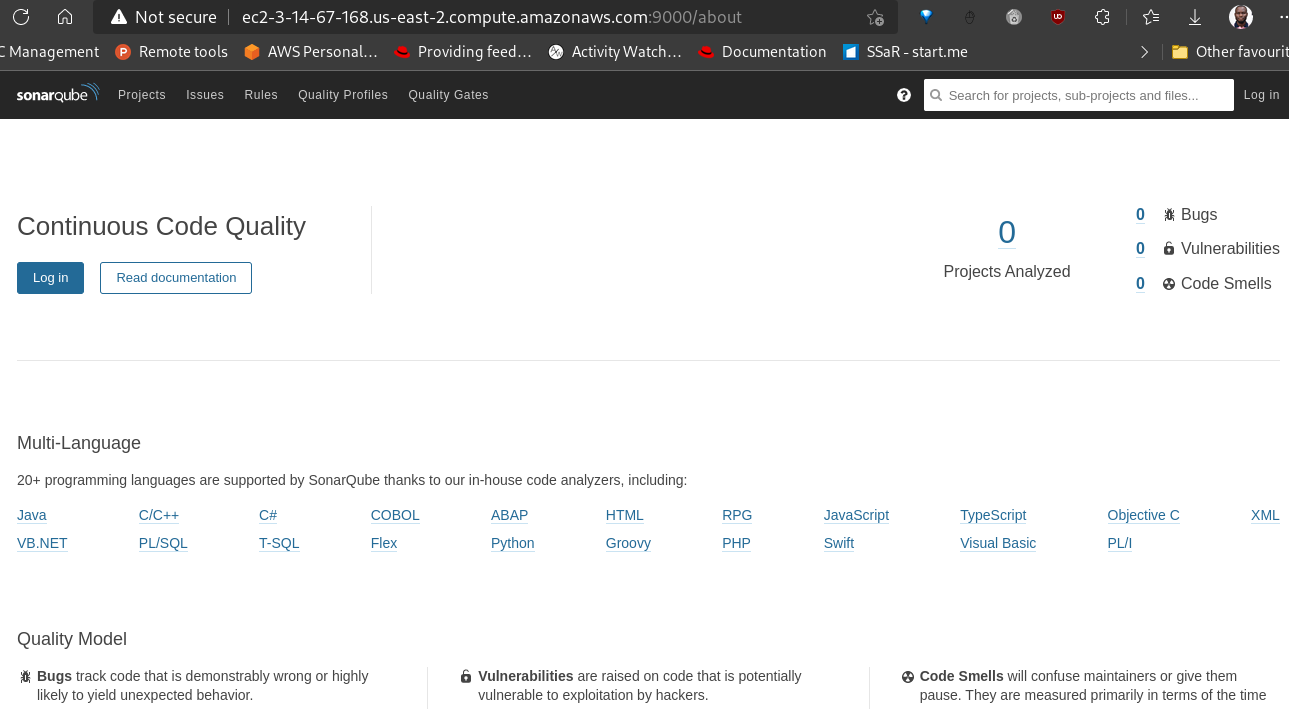 Not secure ec2-3-14-67-168.us-east-2.compute.amazonaws.com:9000/about
C Management Remote tools AWS Personal... Providing feed... Activity Watch... Documentation SSaR - start.me Other favourit
sonarqube Projects Issues Rules Quality Profiles Quality Gates Search for projects, sub-projects and files... Log in
Continuous Code Quality
Log in Read documentation
0
Projects Analyzed
0 Bugs
0 Vulnerabilities
0 Code Smells
Multi-Language
20+ programming languages are supported by SonarQube thanks to our in-house code analyzers, including:
Java C/C++ C# COBOL ABAP HTML RPG JavaScript TypeScript Objective C XML
VB.NET PL/SQL T-SQL Flex Python Groovy PHP Swift Visual Basic PL/I
Quality Model
Bugs track code that is demonstrably wrong or highly
likely to yield unexpected behavior.
Vulnerabilities are raised on code that is potentially
vulnerable to exploitation by hackers.
Code Smells will confuse maintainers or give them
pause. They are measured primarily in terms of the time